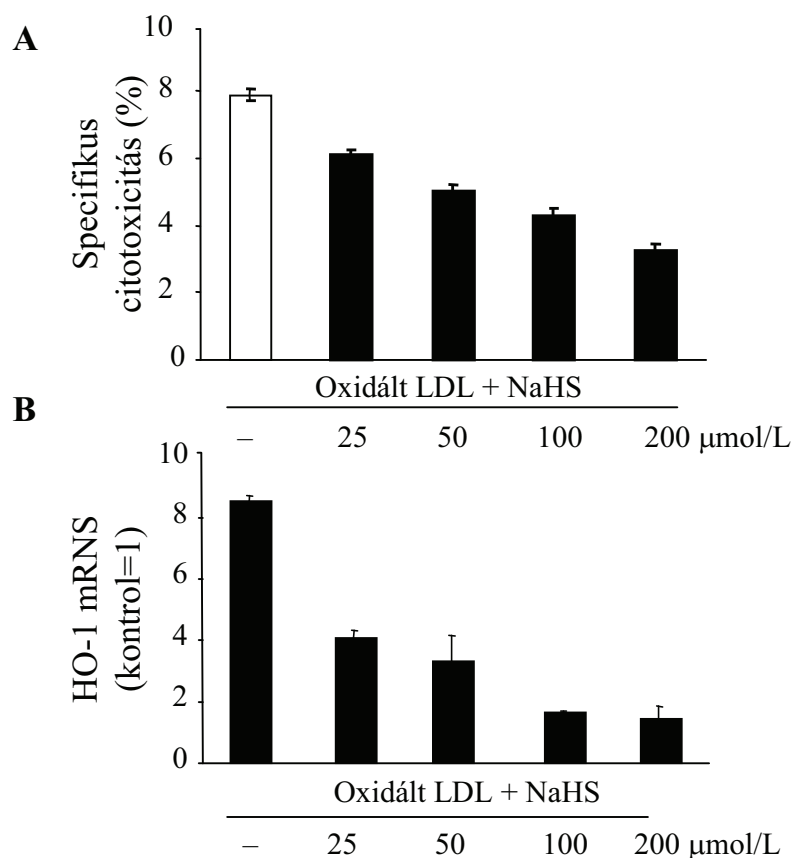 A
Specifikus
citotoxicitás (%)
10
8
6
4
2
0
Oxidált LDL + NaHS
– 25 50 100 200 μmol/L
B
HO-1 mRNS
(kontrol=1)
10
8
6
4
2
0
Oxidált LDL + NaHS
– 25 50 100 200 μmol/L